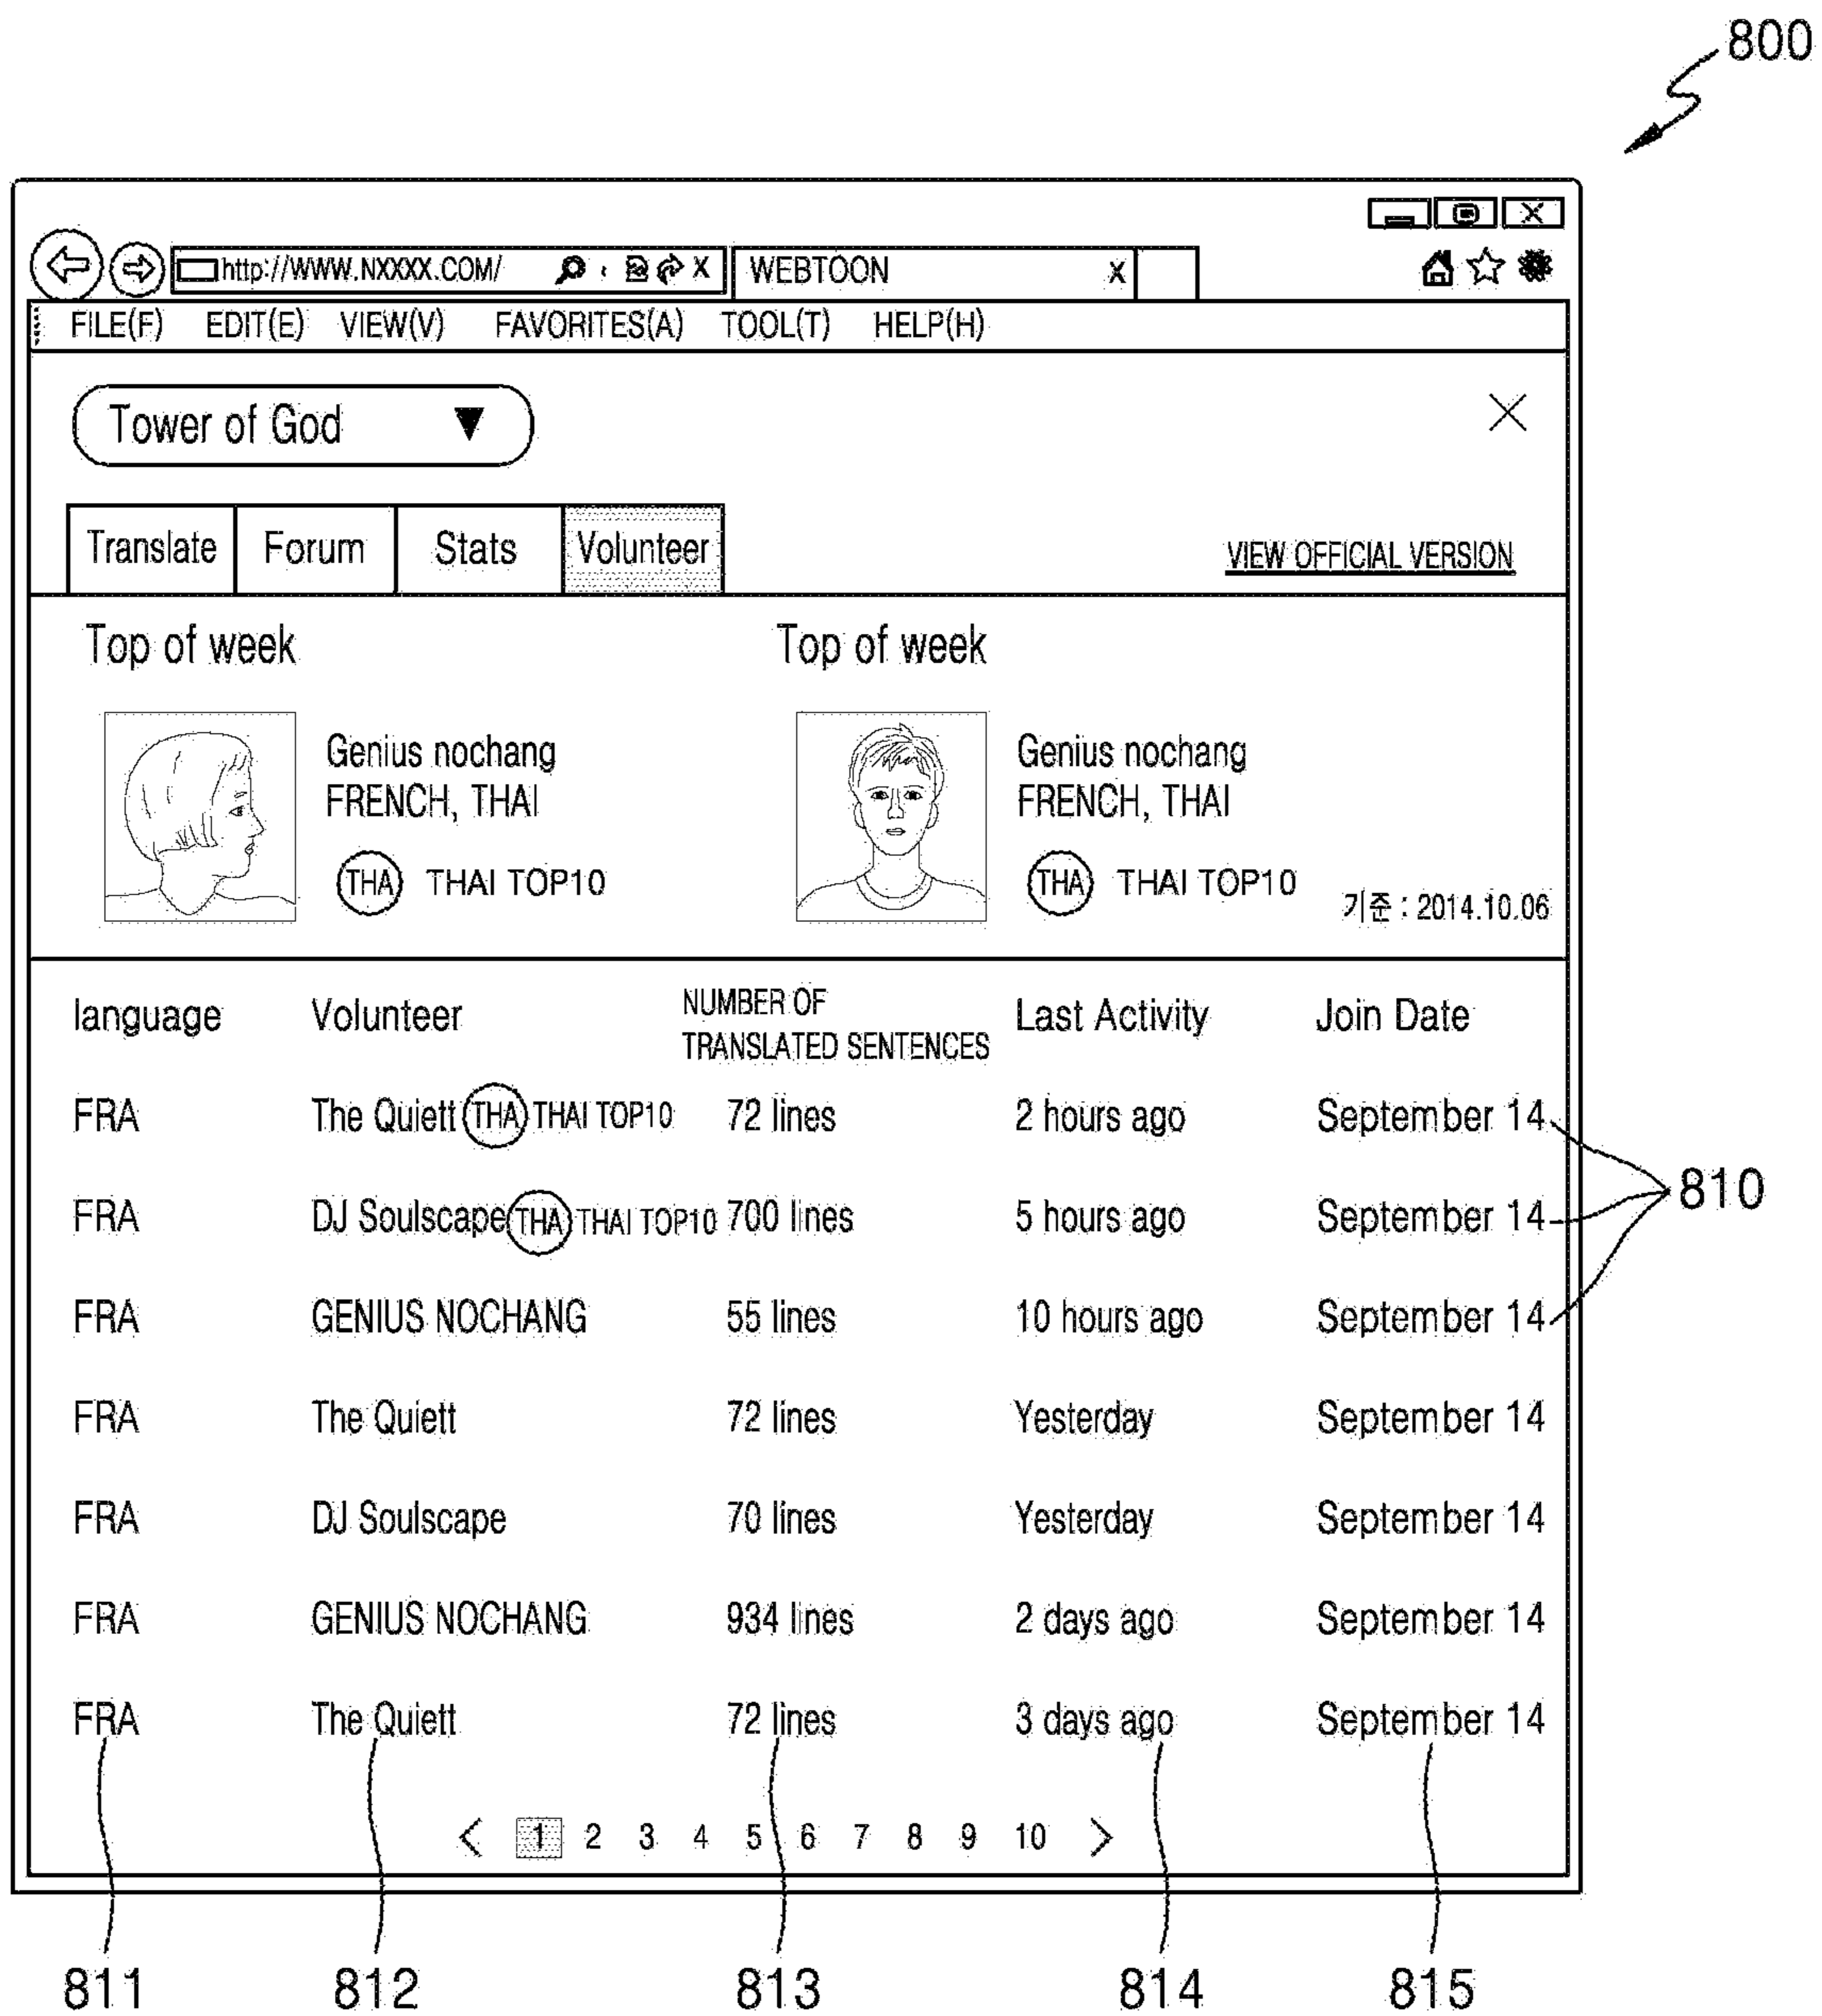 800
http://WWW.NXXXX.COM/ X WEBTOON X
FILE(F) EDIT(E) VIEW(V) FAVORITES(A) TOOL(T) HELP(H)
Tower of God ▼
Translate Forum Stats Volunteer VIEW OFFICIAL VERSION
Top of week Top of week
Genius nochang Genius nochang
FRENCH, THAI FRENCH, THAI
THA THAI TOP10 THA THAI TOP10
기준 : 2014.10.06
language Volunteer NUMBER OF TRANSLATED SENTENCES Last Activity Join Date
FRA The Quiett THA THAI TOP10 72 lines 2 hours ago September 14
810
FRA DJ Soulscape THA THAI TOP10 700 lines 5 hours ago September 14
FRA GENIUS NOCHANG 55 lines 10 hours ago September 14
FRA The Quiett 72 lines Yesterday September 14
FRA DJ Soulscape 70 lines Yesterday September 14
FRA GENIUS NOCHANG 934 lines 2 days ago September 14
FRA The Quiett 72 lines 3 days ago September 14
< 1 2 3 4 5 6 7 8 9 10 >
811 812 813 814 815